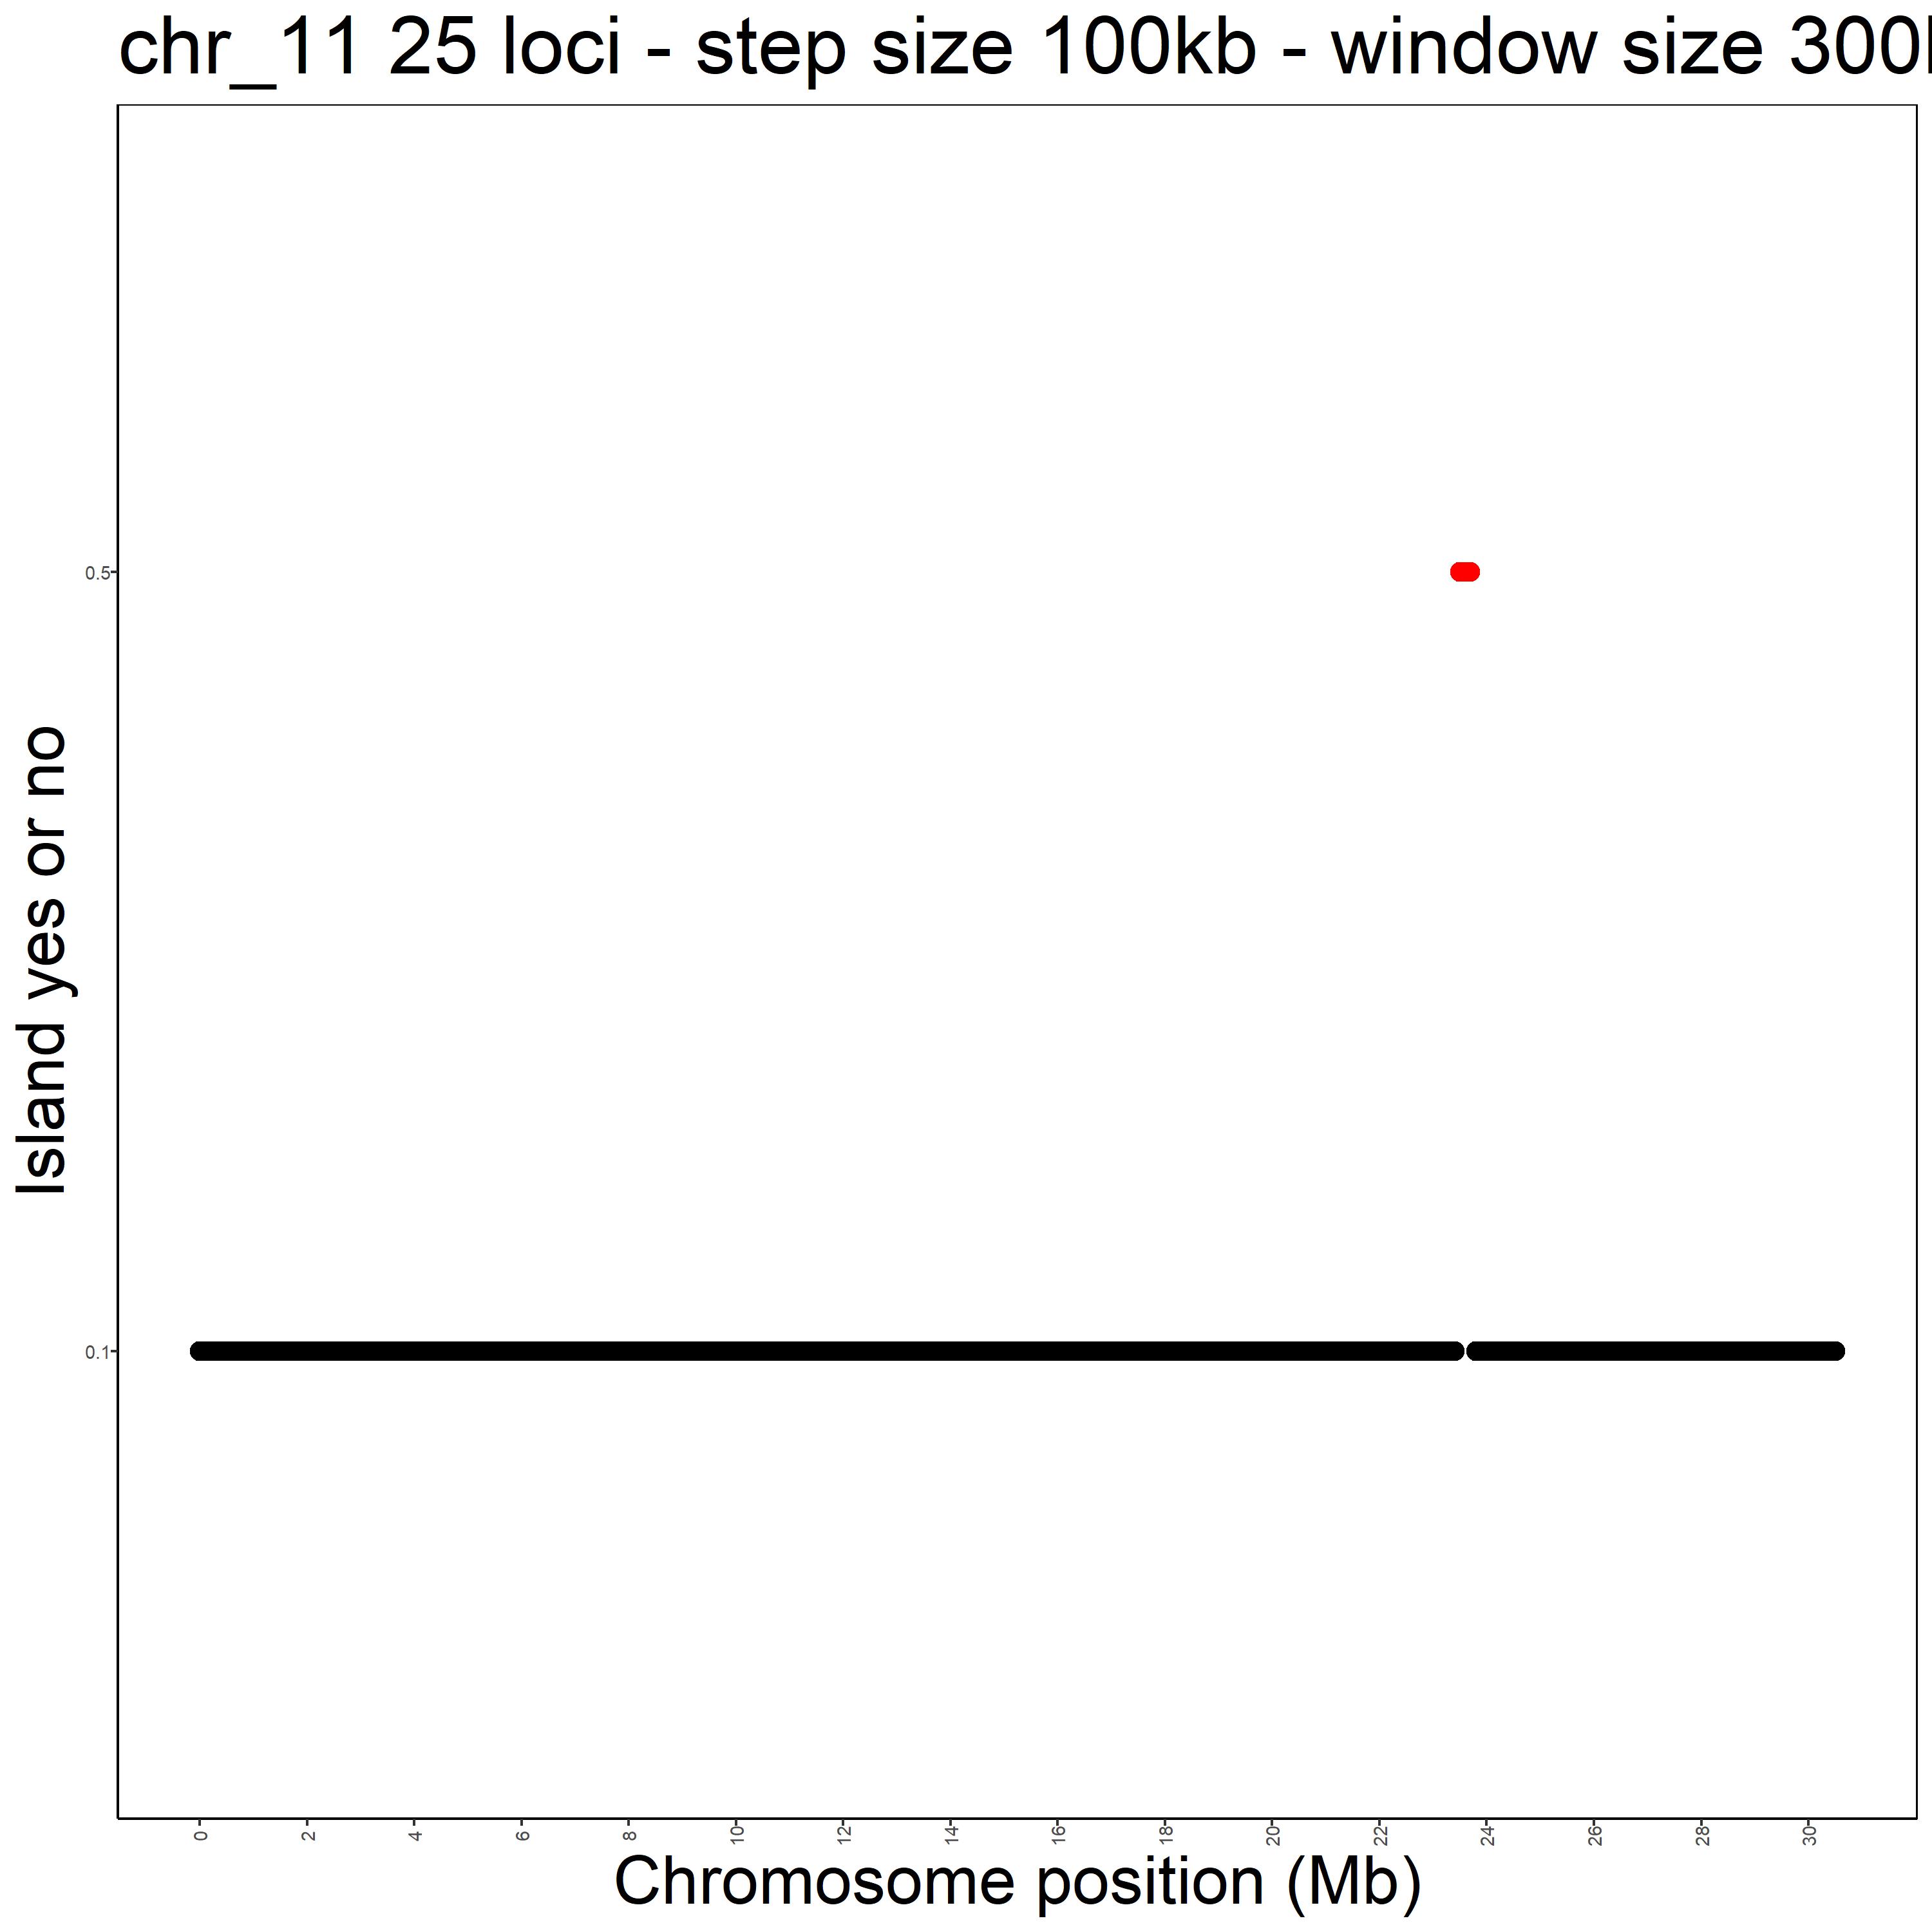 chr_11 25 loci - step size 100kb - window size 300
Island yes or no
0.5
0.1
0 2 4 6 8 10 12 14 16 18 20 22 24 26 28 30
Chromosome position (Mb)